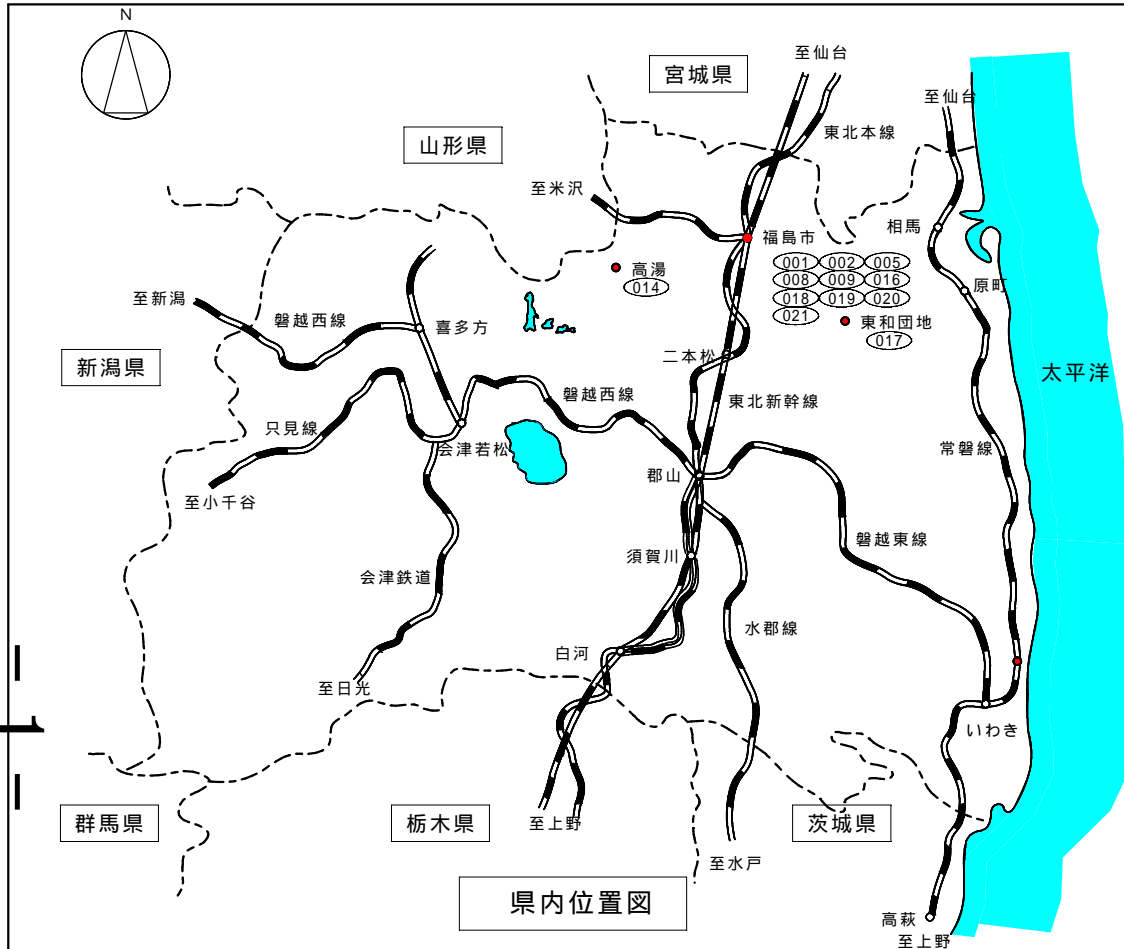 N
至仙台
宮城県
至仙台
東北本線
山形県
至米沢
相馬
福島市
001 002 005
高湯
008 009 016
014
018 019 020
原町
至新潟
021
東和団地
磐越西線
喜多方
017
二本松
新潟県
太平洋
磐越西線
東北新幹線
只見線
会津若松
常磐線
郡山
至小千谷
磐越東線
須賀川
会津鉄道
水郡線
白河
至日光
いわき
1
群馬県
栃木県
至上野
茨城県
至水戸
県内位置図
高萩
至上野